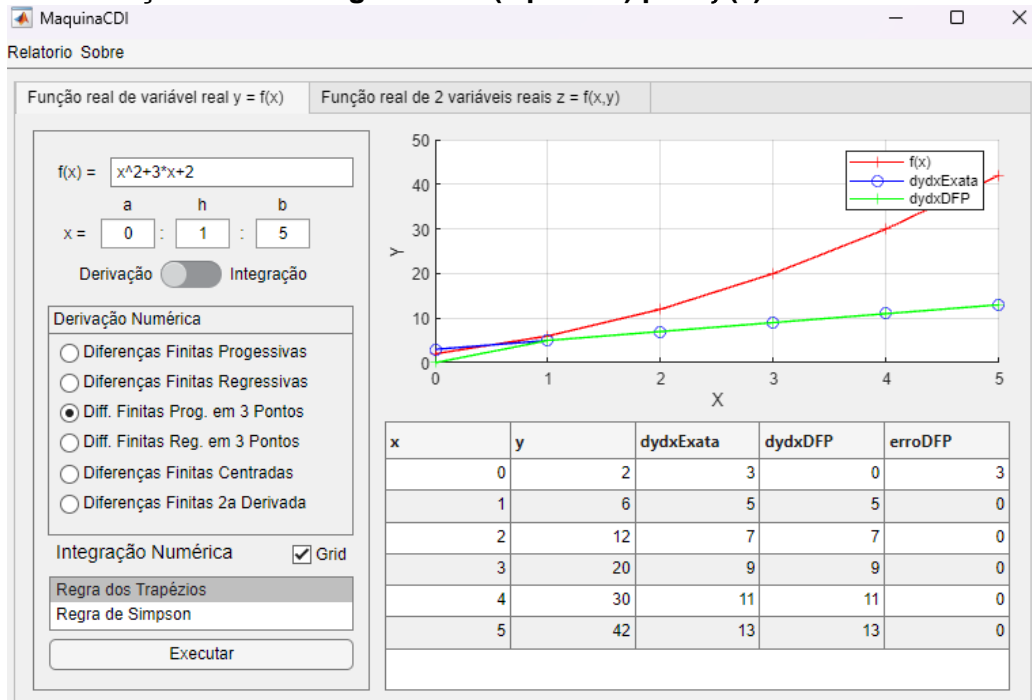 MaquinaCDI
Relatorio Sobre
Função real de variável real y = f(x) Função real de 2 variáveis reais z = f(x,y)
f(x) = x^2+3*x+2
a h b
x = 0 : 1 : 5
Derivação Integração
Derivação Numérica
Diferenças Finitas Progessivas
Diferenças Finitas Regressivas
Diff. Finitas Prog. em 3 Pontos
Diff. Finitas Reg. em 3 Pontos
Diferenças Finitas Centradas
Diferenças Finitas 2a Derivada
Integração Numérica Grid
Regra dos Trapézios
Regra de Simpson
Executar
50
40
30
20
10
0
Y
0 1 2 3 4 5
X
f(x)
dydxExata
dydxDFP
x y dydxExata dydxDFP erroDFP
0 2 3 0 3
1 6 5 5 0
2 12 7 7 0
3 20 9 9 0
4 30 11 11 0
5 42 13 13 0